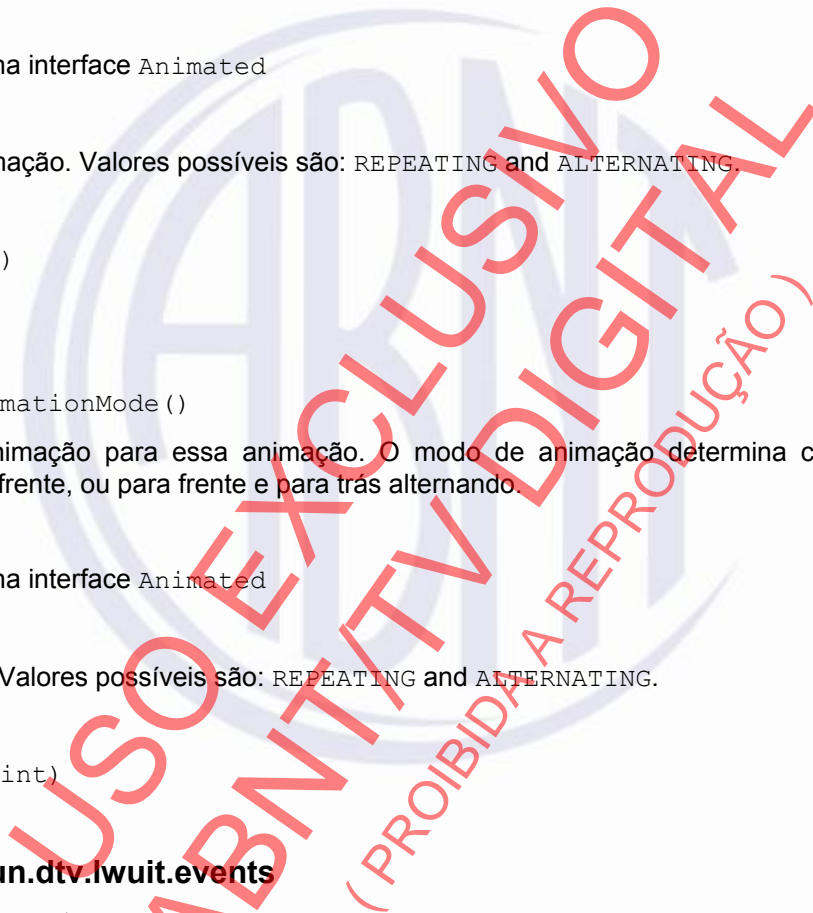 na interface Animated
mação. Valores possíveis são: REPEATING and ALTERNATING.
)
mationMode()
nimação para essa animação. O modo de animação determina c
frente, ou para frente e para trás alternando.
na interface Animated
Valores possíveis são: REPEATING and ALTERNATING.
int)
un.dtv.lwuit.events
ABNT
USO EXCLUSIVO
ABNT/TV DIGITAL
( PROIBIDA A REPRODUÇÃO )